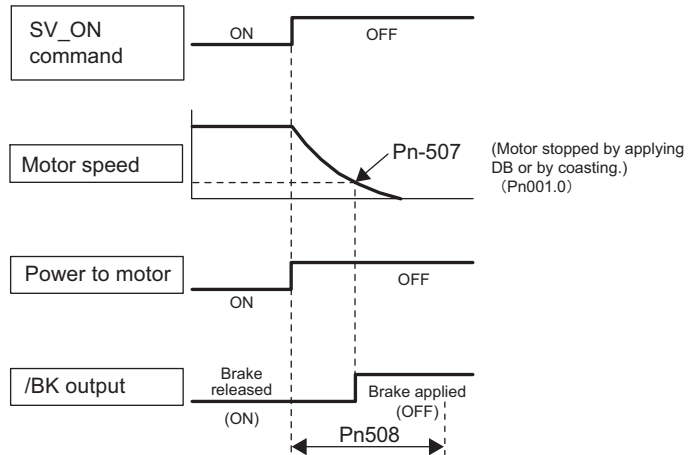 SV_ON
command
ON
OFF
Motor speed
Pn-507
(Motor stopped by applying
DB or by coasting.)
（Pn001.0）
Power to motor
ON
OFF
/BK output
Brake
released
(ON)
Brake applied
(OFF)
Pn508